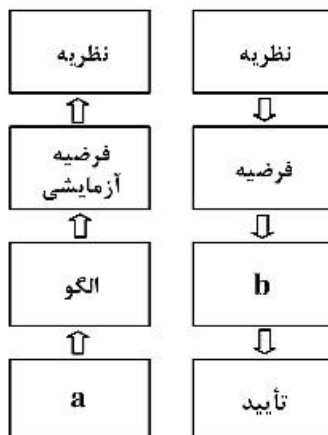 نظریه
نظریه
فرضیه
فرضیه
آزمایشی
b
الگو
تأیید
a